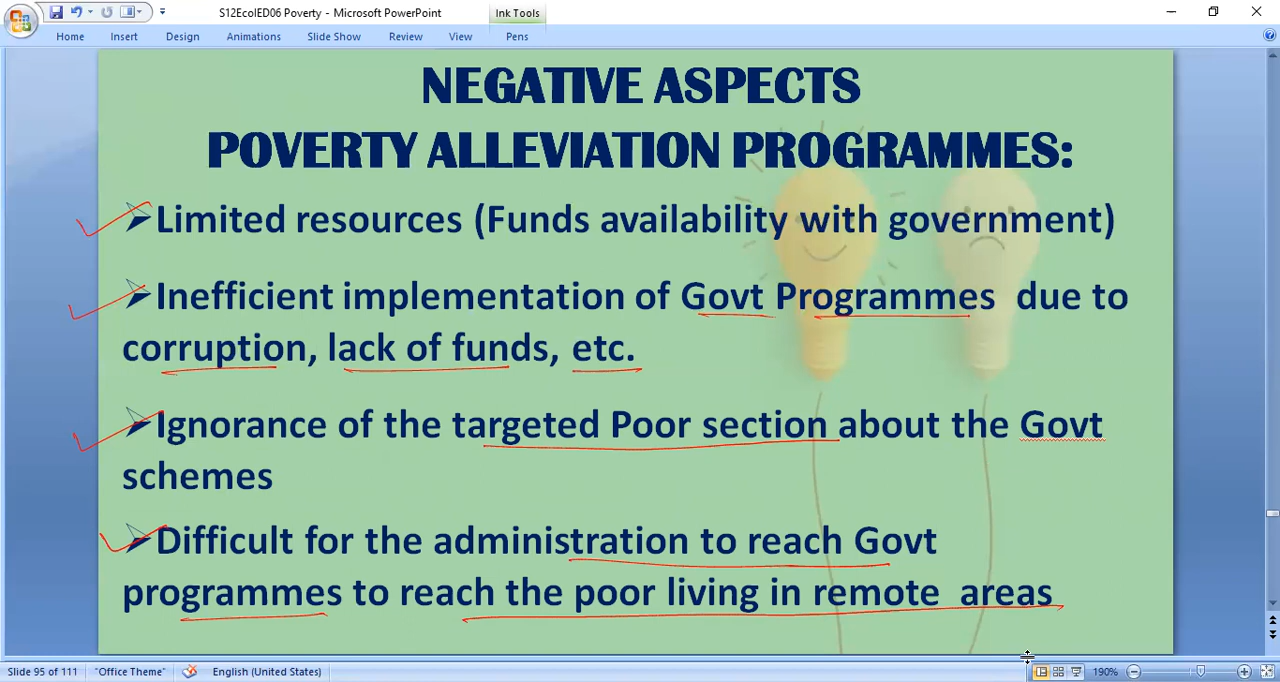 S12EcoIED06 Poverty - Microsoft PowerPoint
Ink Tools
Home Insert Design Animations Slide Show Review View Pens
NEGATIVE ASPECTS
POVERTY ALLEVIATION PROGRAMMES:
Limited resources (Funds availability with government)
Inefficient implementation of Govt Programmes due to
corruption, lack of funds, etc.
Ignorance of the targeted Poor section about the Govt
schemes
Difficult for the administration to reach Govt
programmes to reach the poor living in remote areas
Slide 95 of 111 "Office Theme" English (United States) 190%